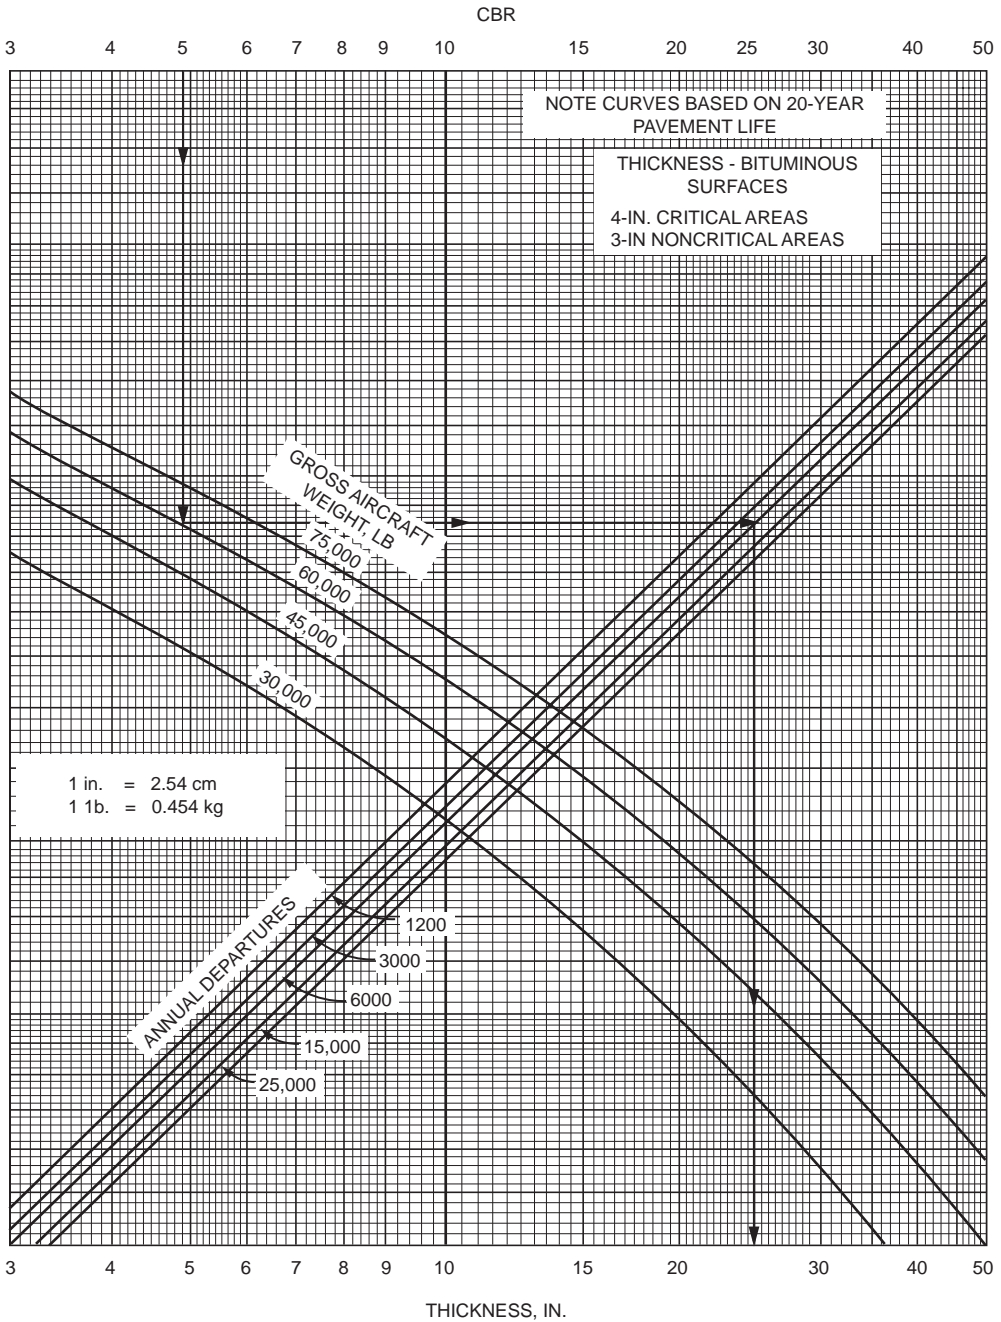 CBR
3 4 5 6 7 8 9 10 15 20 25 30 40 50
NOTE CURVES BASED ON 20-YEAR
PAVEMENT LIFE
THICKNESS - BITUMINOUS
SURFACES
4-IN. CRITICAL AREAS
3-IN NONCRITICAL AREAS
GROSS AIRCRAFT
WEIGHT, LB
75,000
60,000
45,000
30,000
1 in. = 2.54 cm
1 1b. = 0.454 kg
ANNUAL DEPARTURES
1200
3000
6000
15,000
25,000
3 4 5 6 7 8 9 10 15 20 30 40 50
THICKNESS, IN.